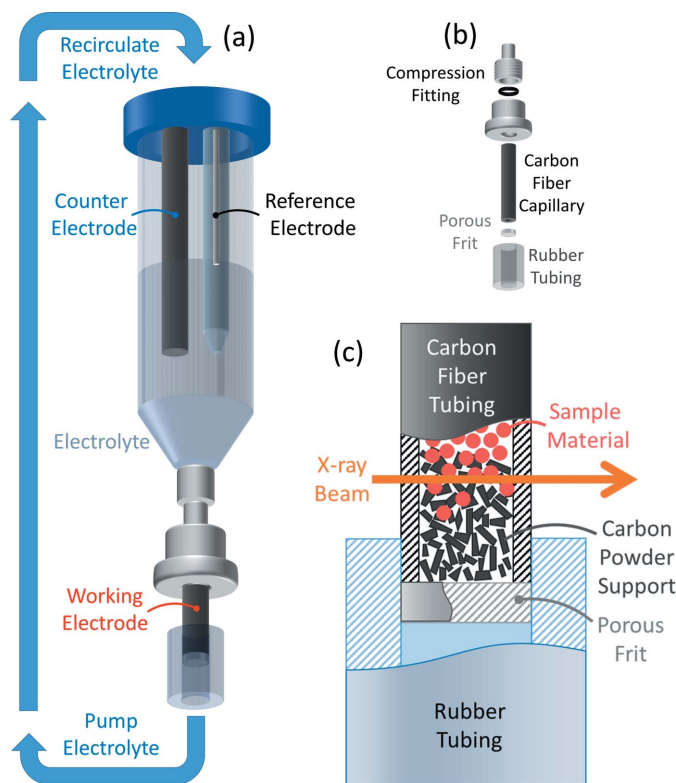 (a)
Recirculate
Electrolyte
Counter
Electrode
Reference
Electrode
Electrolyte
Working
Electrode
Pump
Electrolyte
(b)
Compression
Fitting
Carbon
Fiber
Capillary
Porous
Frit
Rubber
Tubing
(c)
Carbon
Fiber
Tubing
Sample
Material
X-ray
Beam
Carbon
Powder
Support
Porous
Frit
Rubber
Tubing